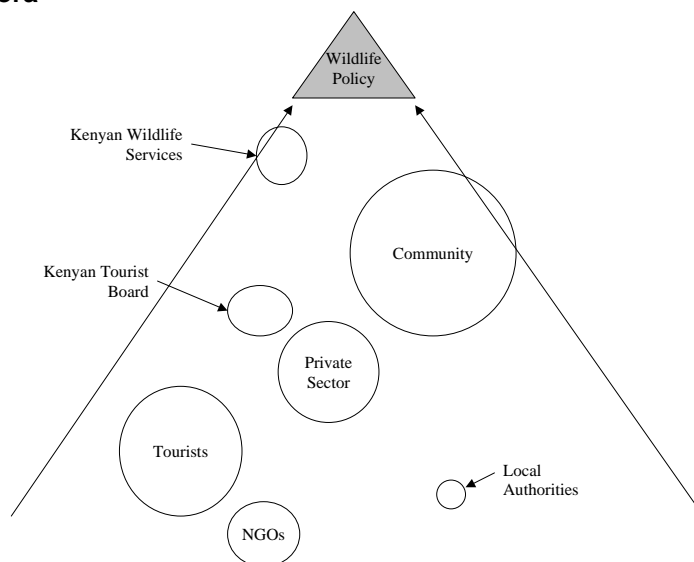 Wildlife
Policy
Kenyan Wildlife
Services
Community
Kenyan Tourist
Board
Private
Sector
Tourists
Local
Authorities
NGOs